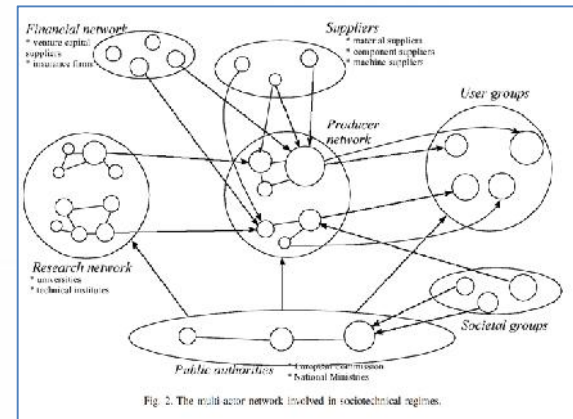 Financial network
* venture capital
suppliers
* insurance firms
Suppliers
* material suppliers
* component suppliers
* machine suppliers
User groups
Producer
network
Research network
* universities
* technical institutes
Societal groups
Public authorities
* European Commission
* National Ministries
Fig. 2. The multi-actor network involved in sociotechnical regimes.